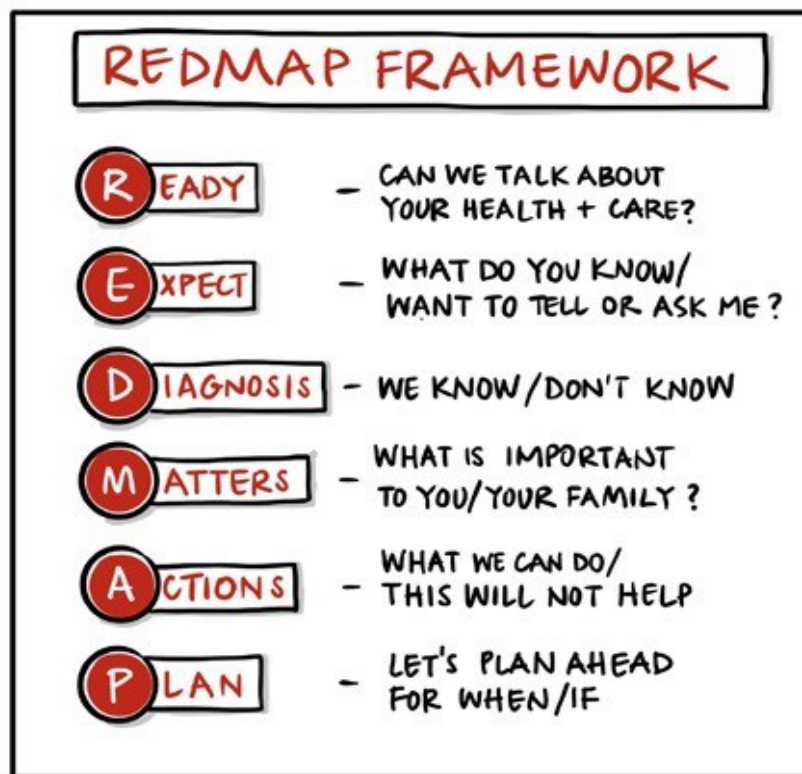 REDMAP FRAMEWORK
READY - CAN WE TALK ABOUT
YOUR HEALTH + CARE?
EXPECT - WHAT DO YOU KNOW/
WANT TO TELL OR ASK ME?
DIAGNOSIS - WE KNOW/DON'T KNOW
MATTERS - WHAT IS IMPORTANT
TO YOU/YOUR FAMILY?
ACTIONS - WHAT WE CAN DO/
THIS WILL NOT HELP
PLAN - LET'S PLAN AHEAD
FOR WHEN/IF